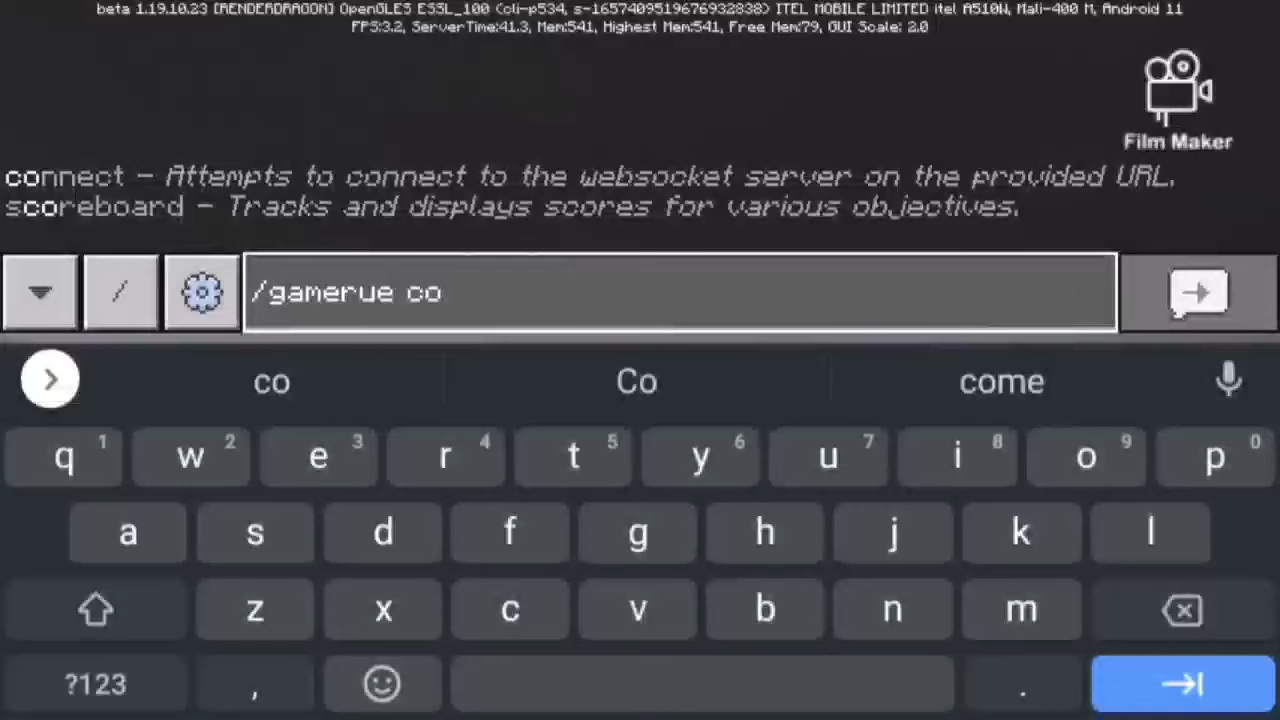 beta 1.19.10.23 [RENDERDRAGON] OpenGLES ESSL_100 (oli-p534, s-1657409519676932838) ITEL MOBILE LIMITED itel A510W, Mali-400 M, Android 11
FPS:3.2, ServerTime:41.3, Mem:541, Highest Mem:541, Free Mem:79, GUI Scale: 2.0
Film Maker
connect - Attempts to connect to the websocket server on the provided URL.
scoreboard - Tracks and displays scores for various objectives.
/ /gamerue co
co Co come
q 1 w 2 e 3 r 4 t 5 y 6 u 7 i 8 o 9 p 0
a s d f g h j k l
z x c v b n m
?123 , .